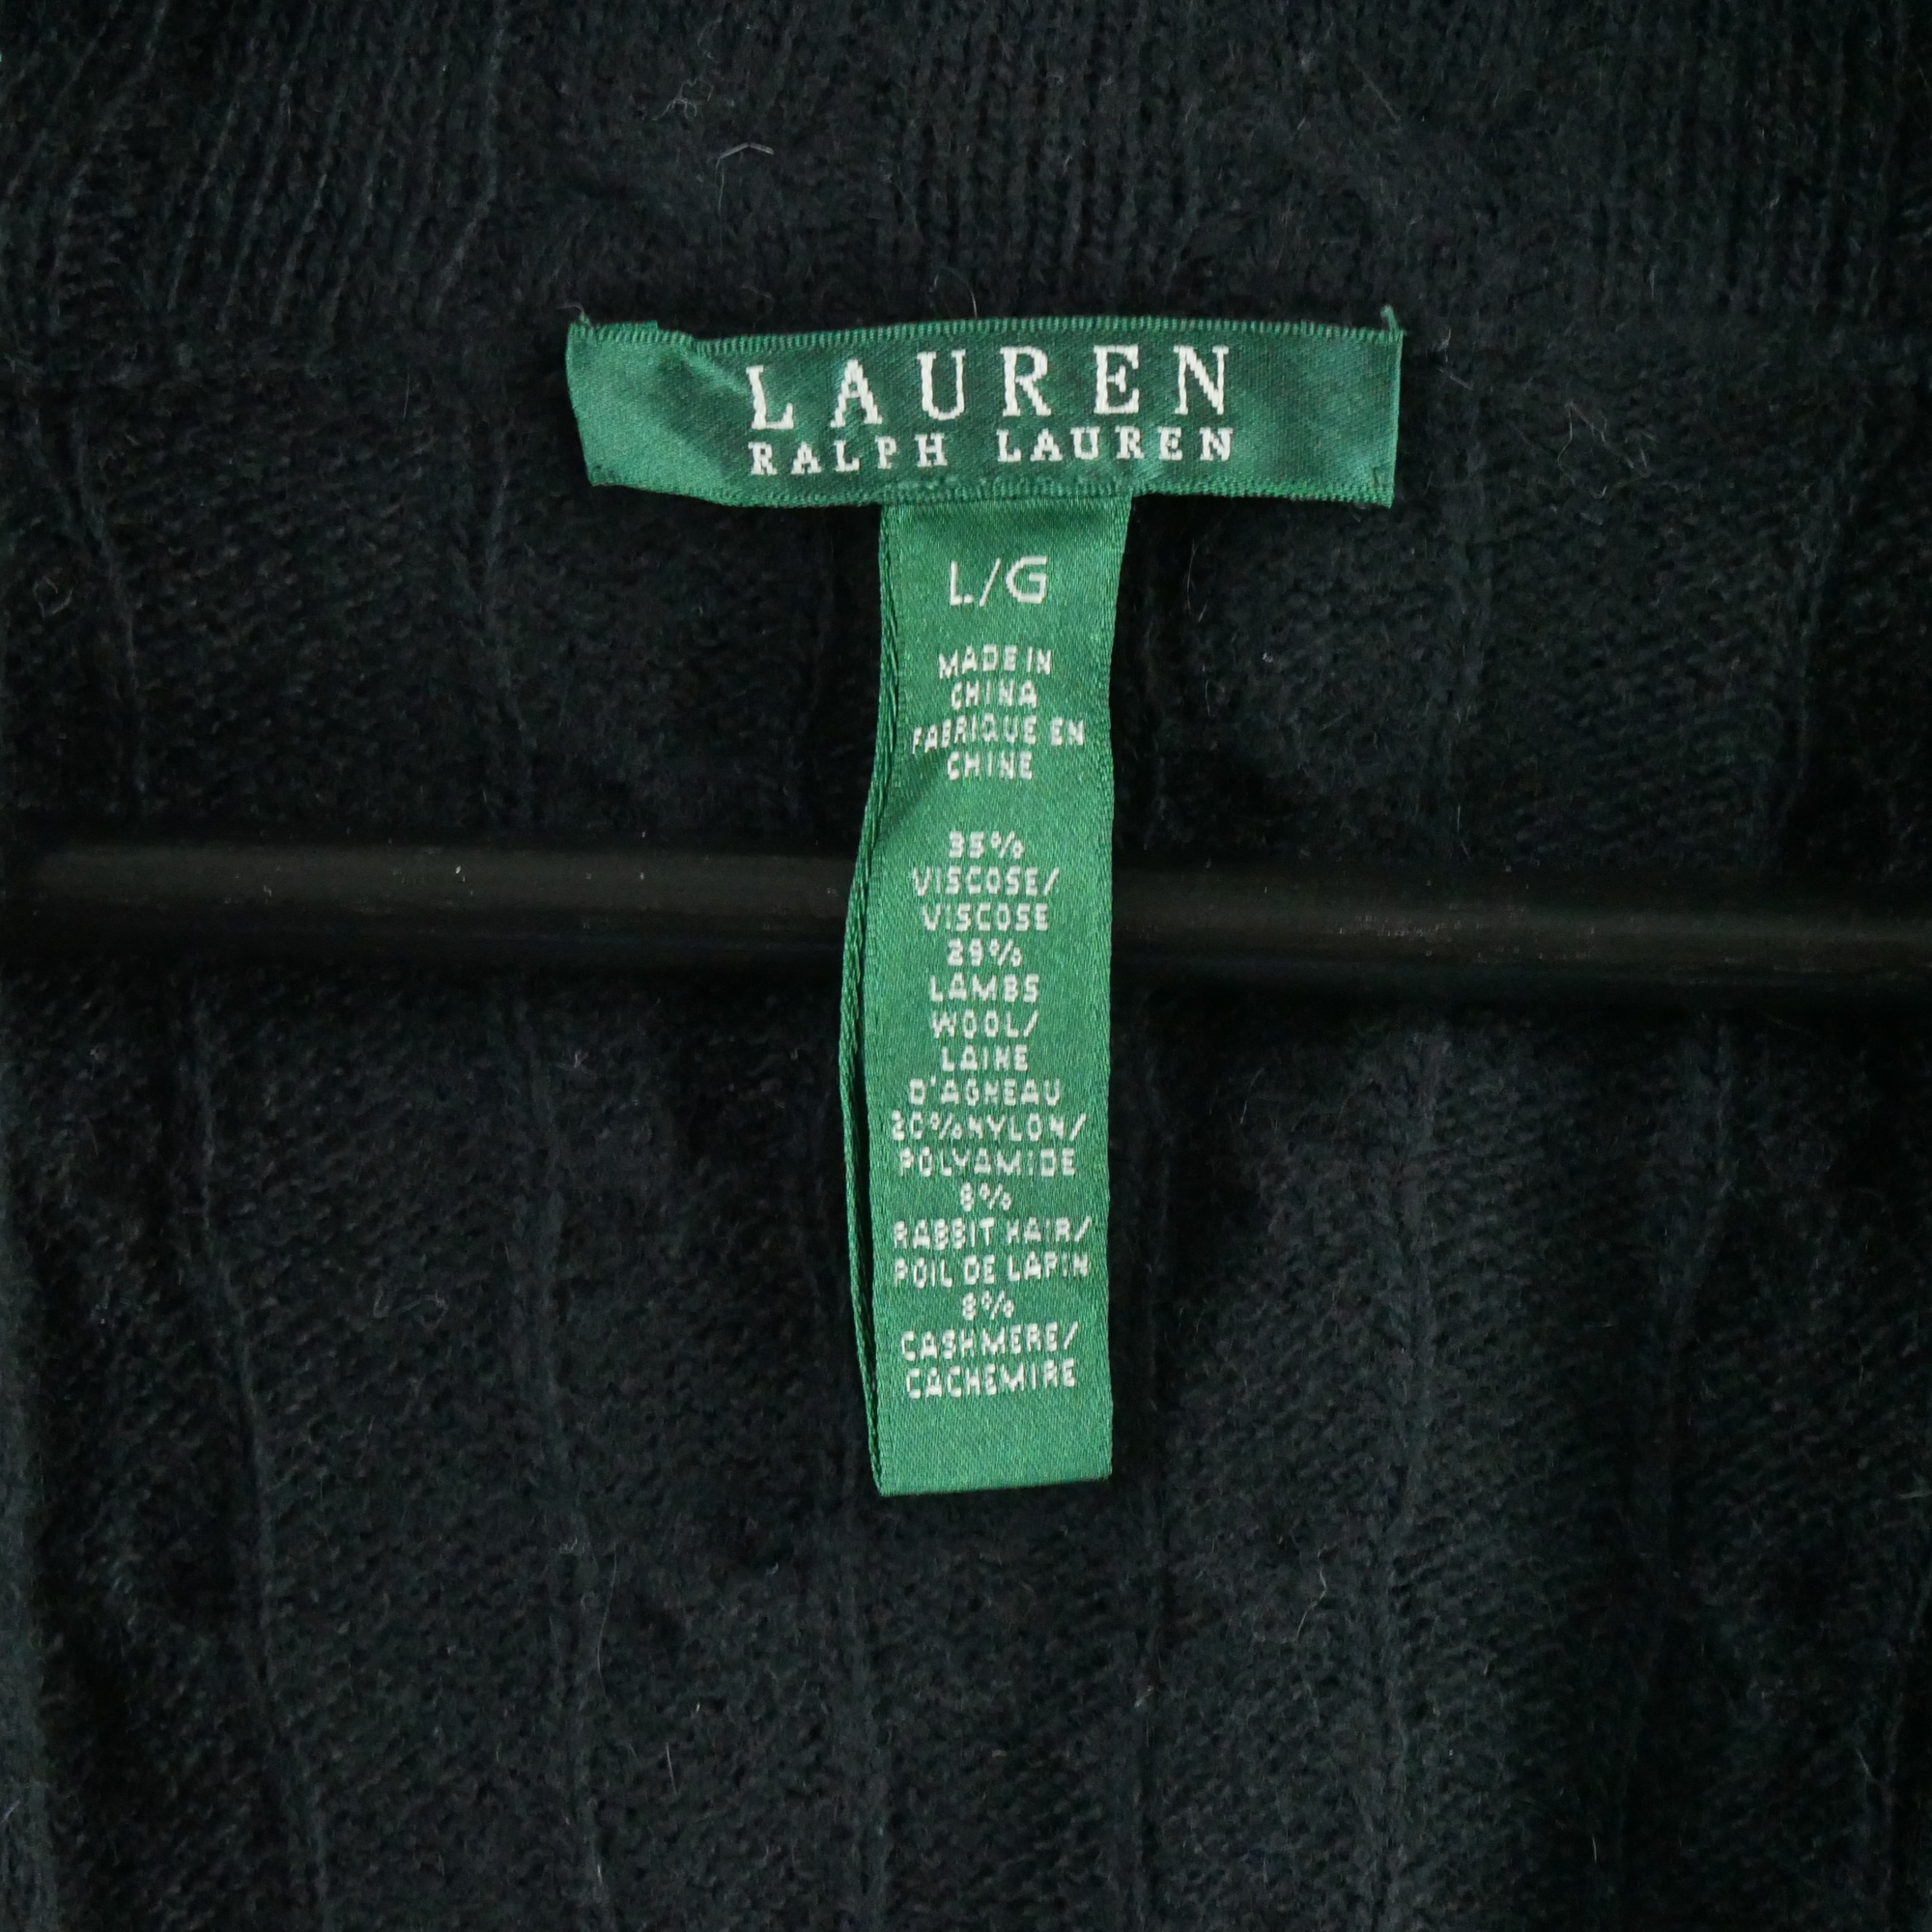 LAUREN
RALPH LAUREN
L/G
MADE IN
CHINA
FABRIQUE EN
CHINE
35%
VISCOSE/
VISCOSE
29%
LAMBS
WOOL/
LAINE
D'AGNEAU
20% NYLON/
POLYAMIDE
8%
RABBIT HAIR/
POIL DE LAPIN
8%
CASHMERE/
CACHEMIRE